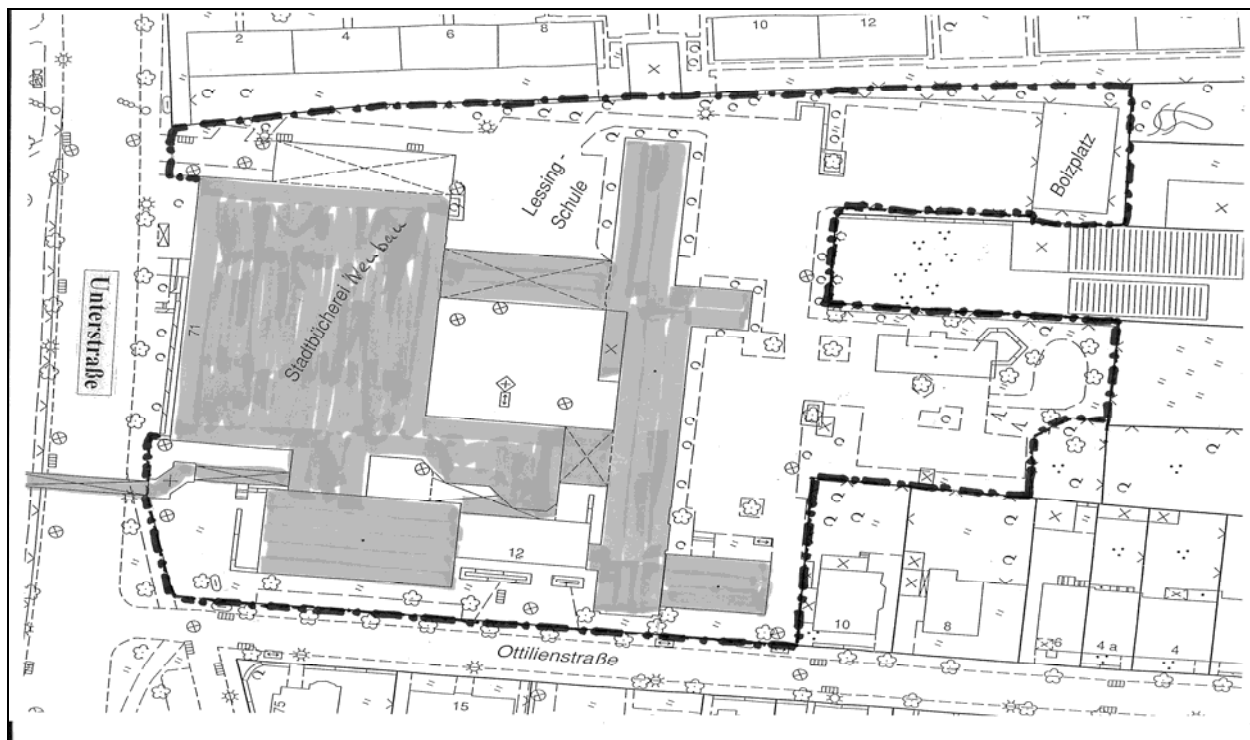 2
4
6
8
10
12
Lessing -
Schule
Bolzplatz
Unterstraße
71
Stadtbücherei Neubau
12
10
8
6
4 a
4
Ottilienstraße
75
15